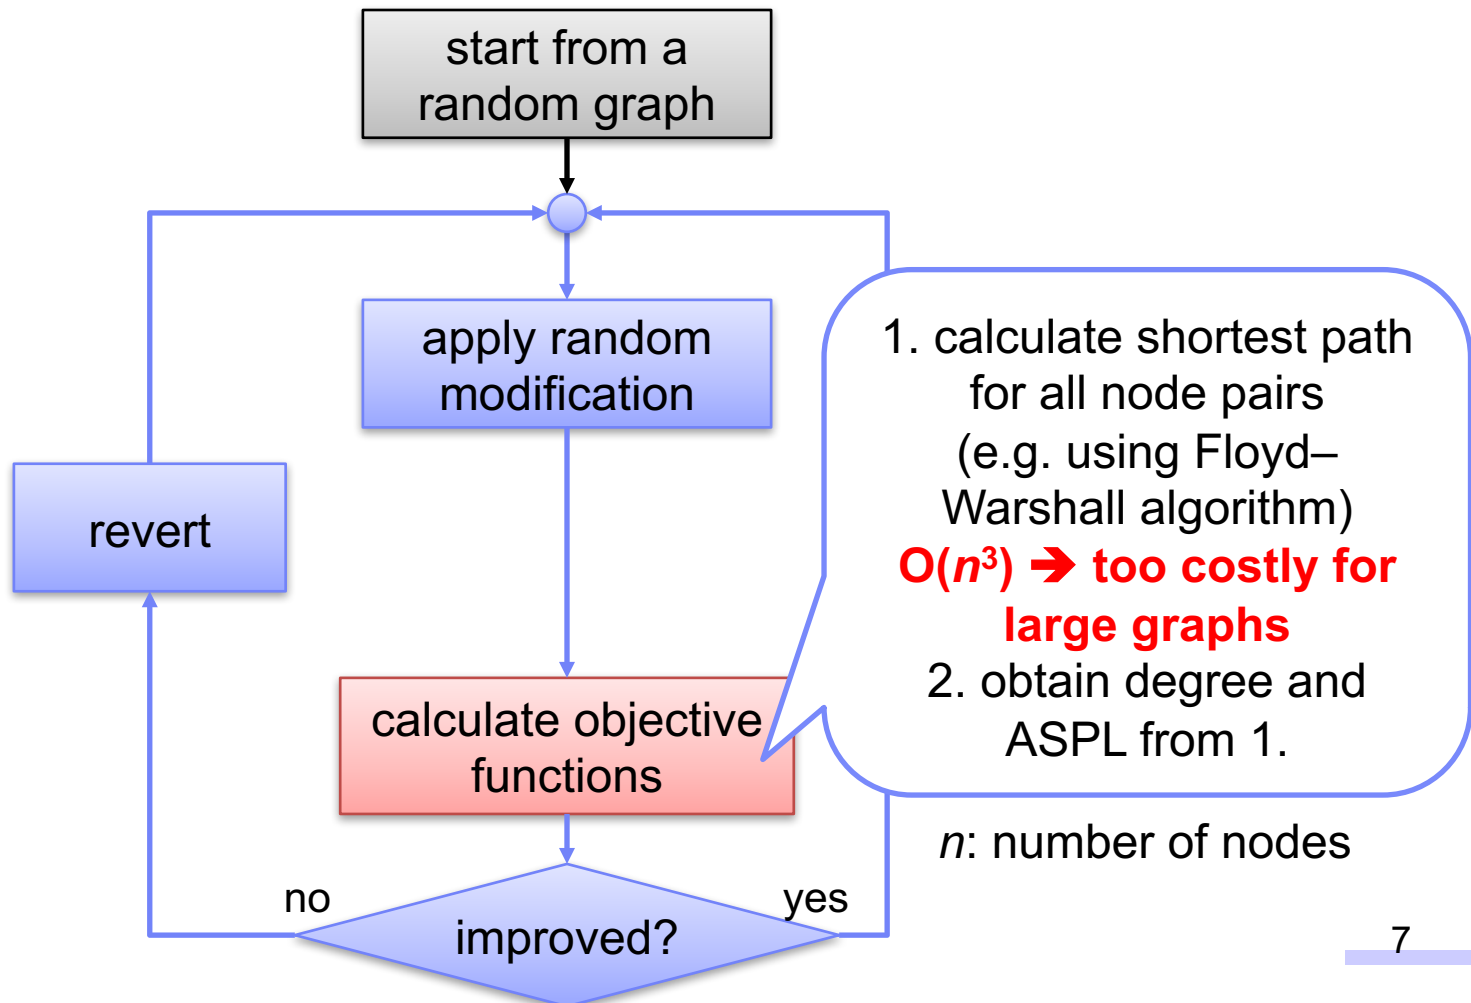 start from a
random graph
apply random
modification
revert
calculate objective
functions
no
improved?
yes
1. calculate shortest path
for all node pairs
(e.g. using Floyd–
Warshall algorithm)
O(n³) ➔ too costly for
large graphs
2. obtain degree and
ASPL from 1.
n: number of nodes
7